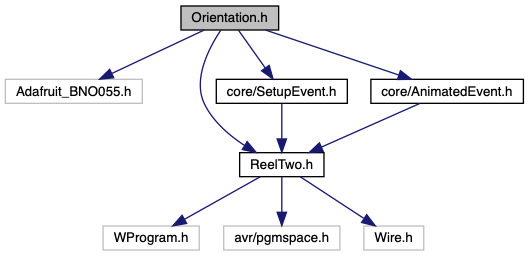 Orientation.h
Adafruit_BNO055.h
core/SetupEvent.h
core/AnimatedEvent.h
ReelTwo.h
WProgram.h
avr/pgmspace.h
Wire.h